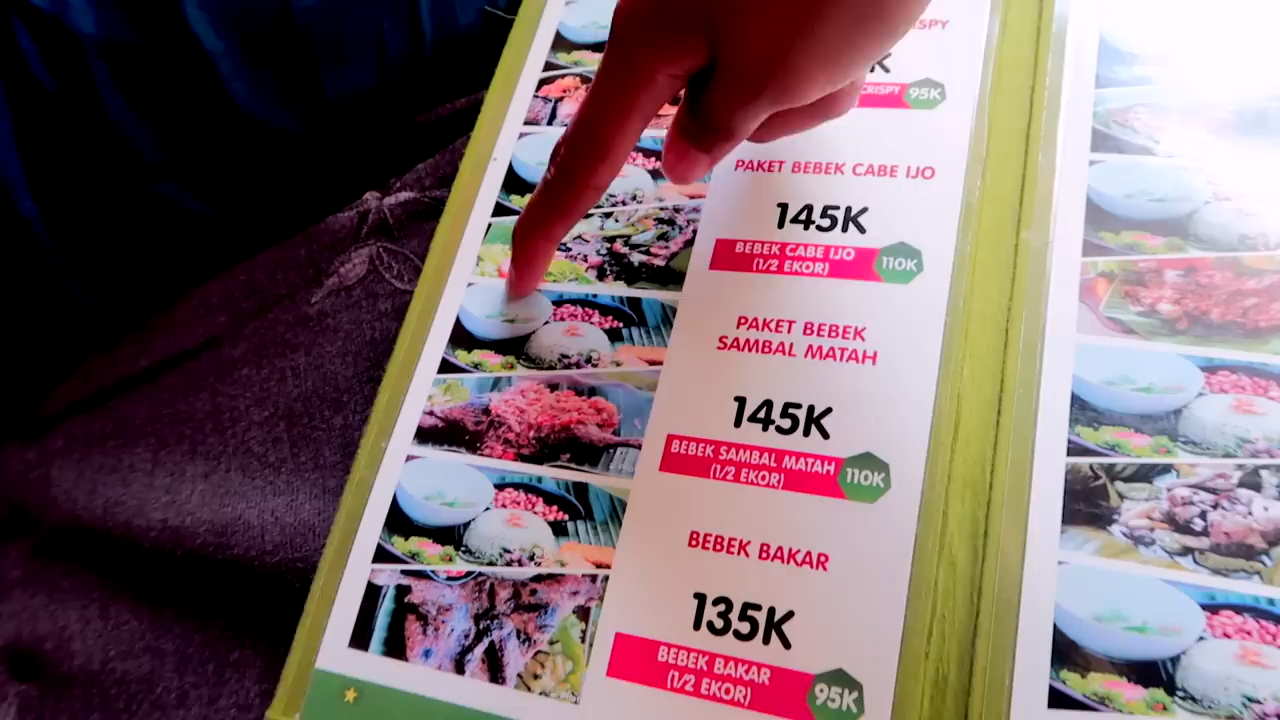 CRISPY 95K
PAKET BEBEK CABE IJO
145K
BEBEK CABE IJO
(1/2 EKOR)
110K
PAKET BEBEK
SAMBAL MATAH
145K
BEBEK SAMBAL MATAH
(1/2 EKOR)
110K
BEBEK BAKAR
135K
BEBEK BAKAR
(1/2 EKOR)
95K